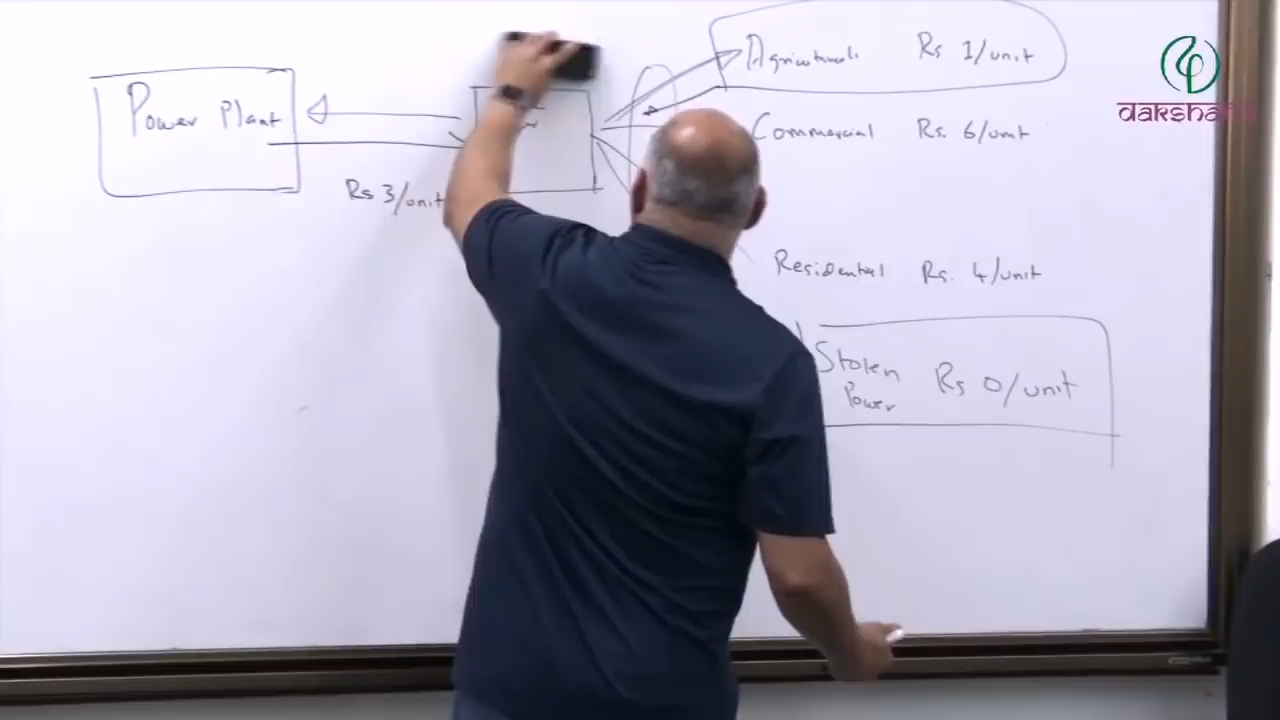 Agricultural Rs 1/unit
Power Plant
Commercial Rs. 6/unit
Rs 3/unit
Residential Rs. 4/unit
Stolen Power Rs 0/unit
dakshana